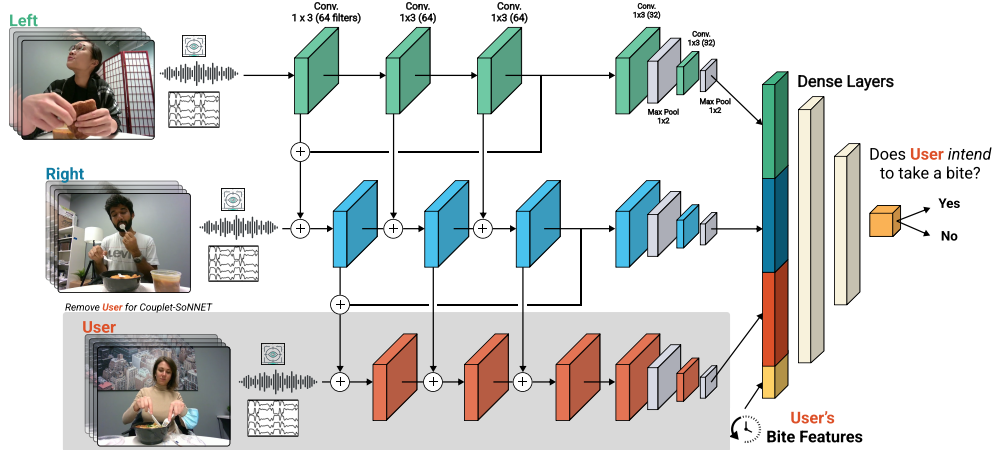 Left
Conv.
1 x 3 (64 filters)
Conv.
1x3 (64)
Conv.
1x3 (64)
Conv.
1x3 (32)
Conv.
1x3 (32)
Max Pool
1x2
Max Pool
1x2
Dense Layers
Right
Does User intend
to take a bite?
Yes
No
Remove User for Couplet-SoNNET
User
User's
Bite Features